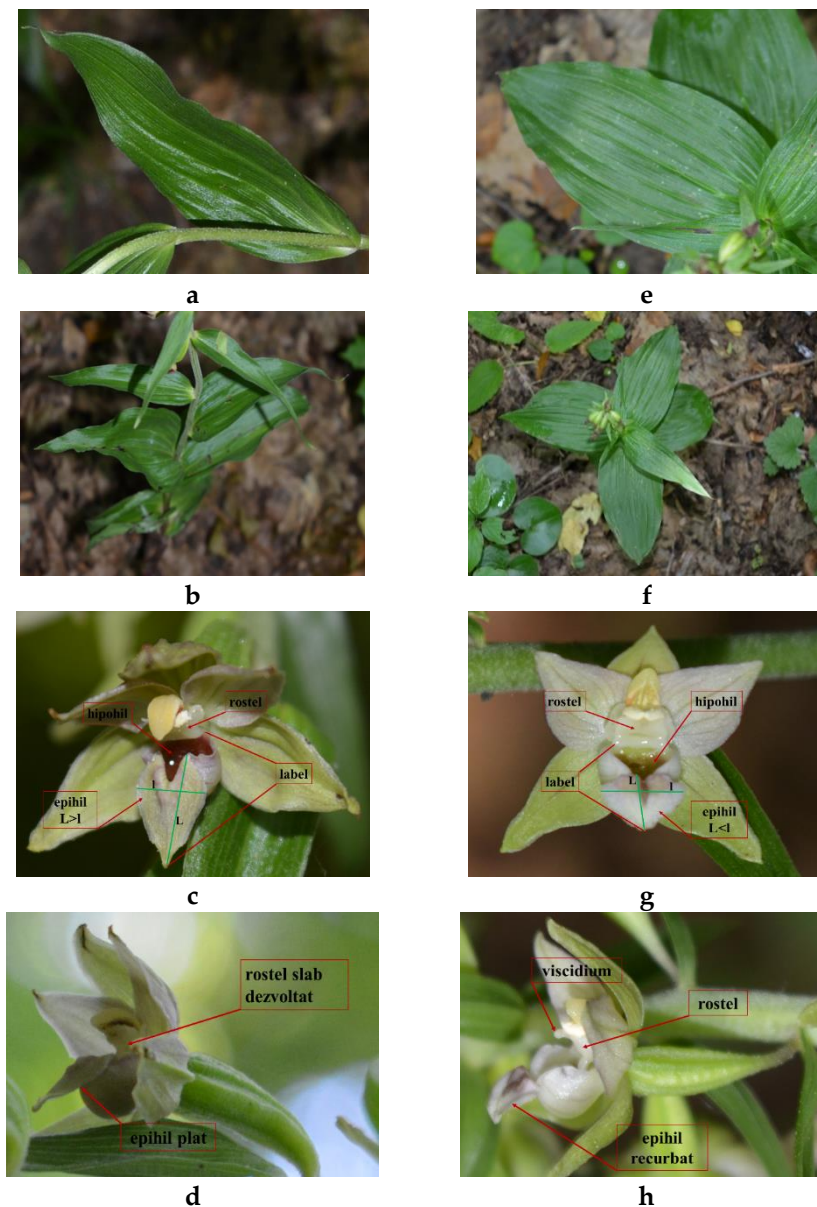 a
e
b
f
hipohil
rostel
label
epihil
L>l
l
L
c
rostel
hipohil
label
L
l
epihil
L<l
g
rostel slab
dezvoltat
epihil plat
d
viscidium
rostel
epihil
recurbat
h